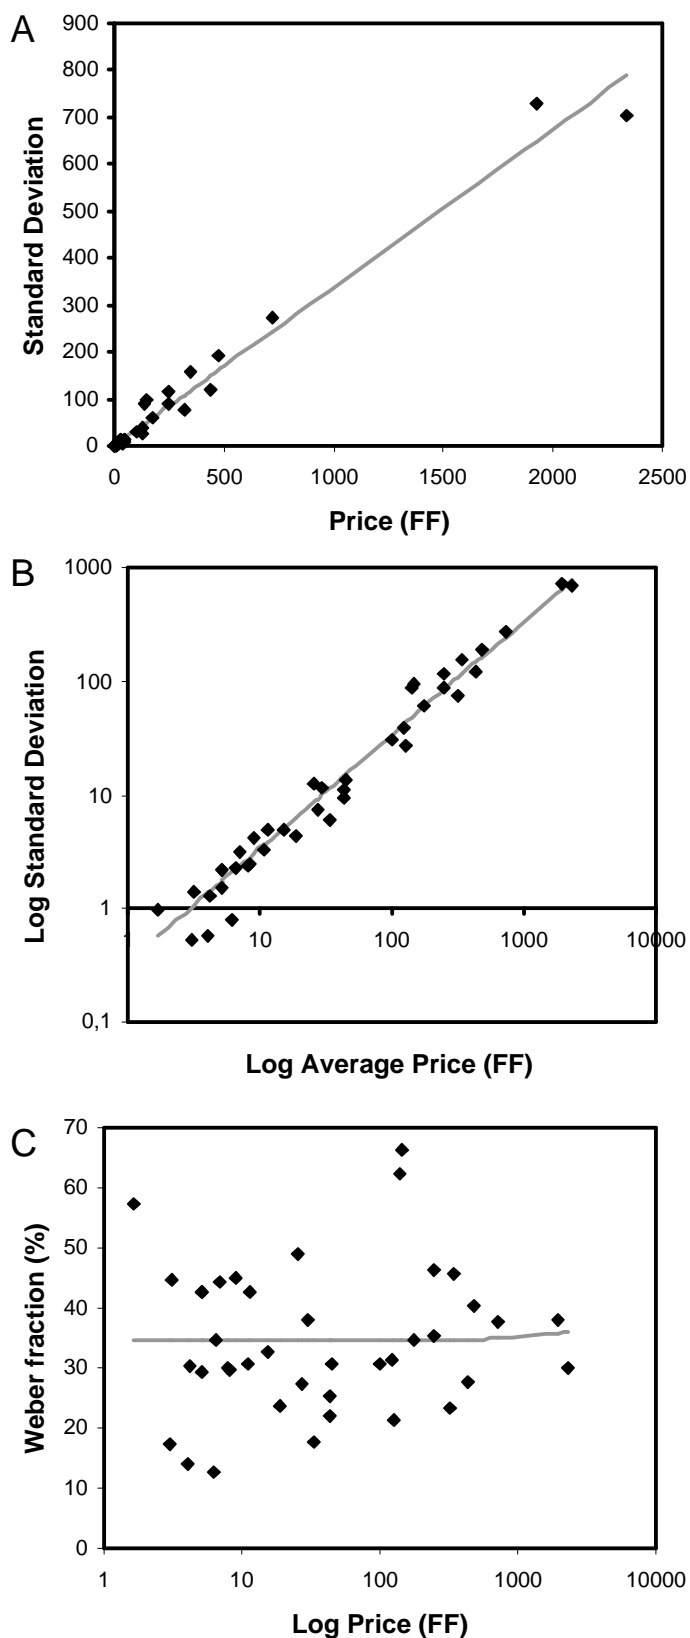 A
900
800
700
600
500
400
300
200
100
0
Standard Deviation
0 500 1000 1500 2000 2500
Price (FF)
B
1000
100
10
1
0,1
Log Standard Deviation
1 10 100 1000 10000
Log Average Price (FF)
C
70
60
50
40
30
20
10
0
Weber fraction (%)
1 10 100 1000 10000
Log Price (FF)